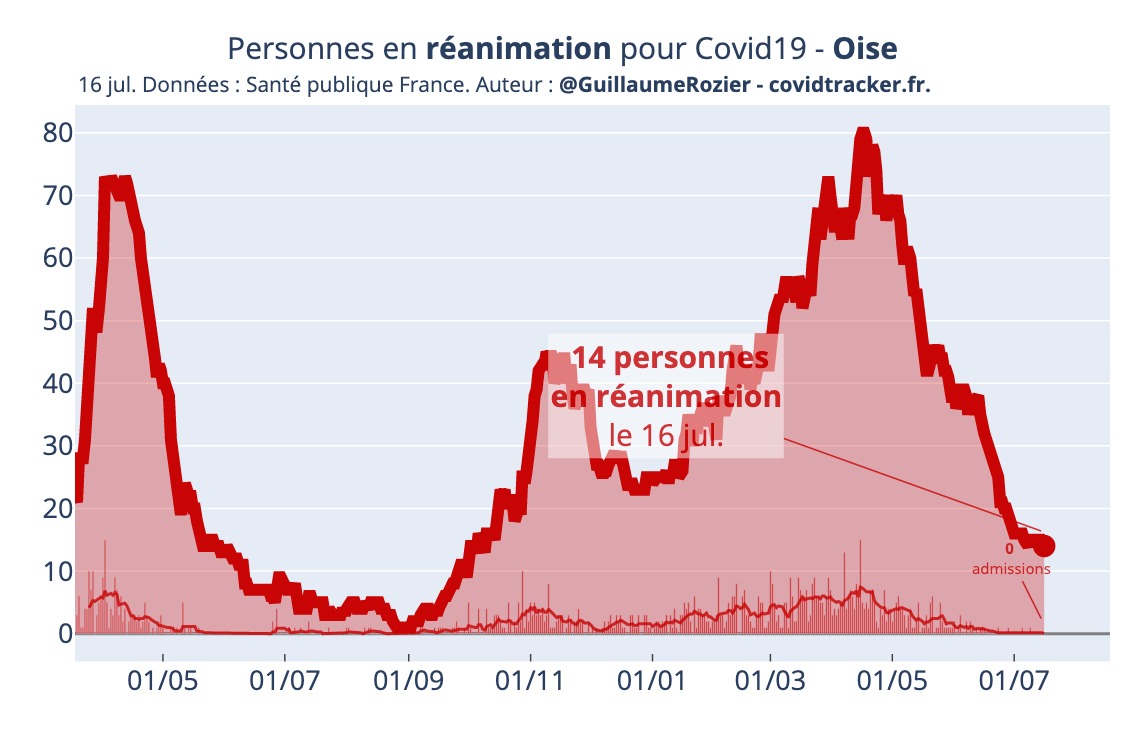 Personnes en réanimation pour Covid19 - Oise
16 jul. Données : Santé publique France. Auteur : @GuillaumeRozier - covidtracker.fr.
80
70
60
50
40
30
20
10
0
14 personnes
en réanimation
le 16 jul.
0
admissions
01/05 01/07 01/09 01/11 01/01 01/03 01/05 01/07